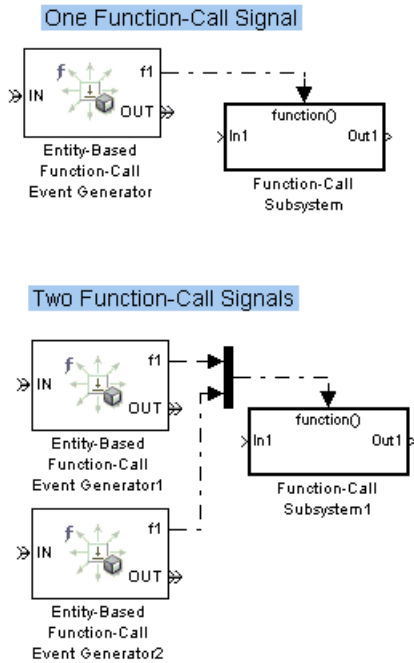 One Function-Call Signal
f
f1
IN
OUT
Entity-Based
Function-Call
Event Generator
function()
In1
Out1
Function-Call
Subsystem
Two Function-Call Signals
f
f1
IN
OUT
Entity-Based
Function-Call
Event Generator1
function()
In1
Out1
Function-Call
Subsystem1
f
f1
IN
OUT
Entity-Based
Function-Call
Event Generator2